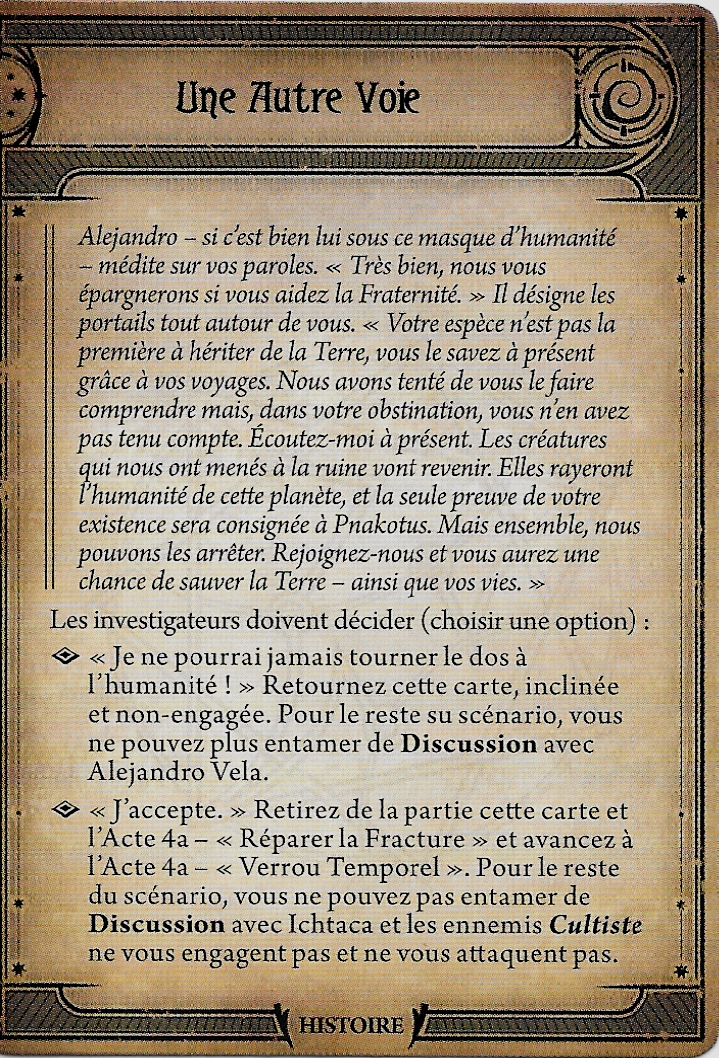 Une Autre Voie
Alejandro – si c’est bien lui sous ce masque d’humanité
– médite sur vos paroles. « Très bien, nous vous
épargnerons si vous aidez la Fraternité. » Il désigne les
portails tout autour de vous. « Votre espèce n’est pas la
première à hériter de la Terre, vous le savez à présent
grâce à vos voyages. Nous avons tenté de vous le faire
comprendre mais, dans votre obstination, vous n’en avez
pas tenu compte. Écoutez-moi à présent. Les créatures
qui nous ont menés à la ruine vont revenir. Elles rayeront
l’humanité de cette planète, et la seule preuve de votre
existence sera consignée à Pnakotus. Mais ensemble, nous
pouvons les arrêter. Rejoignez-nous et vous aurez une
chance de sauver la Terre – ainsi que vos vies. »
Les investigateurs doivent décider (choisir une option) :
« Je ne pourrai jamais tourner le dos à
l’humanité ! » Retournez cette carte, inclinée
et non-engagée. Pour le reste su scénario, vous
ne pouvez plus entamer de Discussion avec
Alejandro Vela.
« J’accepte. » Retirez de la partie cette carte et
l’Acte 4a – « Réparer la Fracture » et avancez à
l’Acte 4a – « Verrou Temporel ». Pour le reste
du scénario, vous ne pouvez pas entamer de
Discussion avec Ichtaca et les ennemis Cultiste
ne vous engagent pas et ne vous attaquent pas.
HISTOIRE